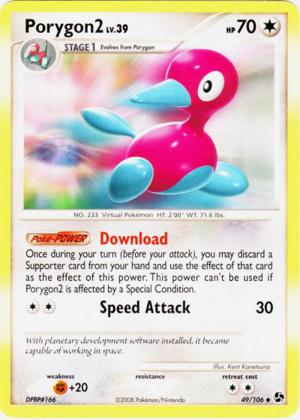 Porygon2 LV.39 HP 70
STAGE 1 Evolves from Porygon
NO. 233 Virtual Pokémon HT: 2'00" WT: 71.6 lbs.
Poké-POWER Download
Once during your turn (before your attack), you may discard a
Supporter card from your hand and use the effect of that card
as the effect of this power. This power can't be used if
Porygon2 is affected by a Special Condition.
Speed Attack 30
With planetary development software installed, it became
capable of working in space.
weakness resistance retreat cost
+20
Illus. Kent Kanetsuna
DPBP#166 ©2008 Pokémon/Nintendo 49/106